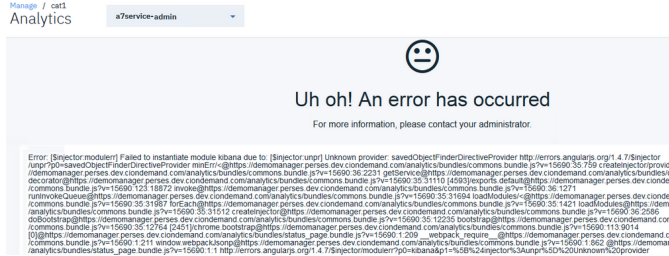 Manage / cat1
Analytics
a7service-admin
Uh oh! An error has occurred
For more information, please contact your administrator.
Error: [$injector:modulerr] Failed to instantiate module kibana due to: [$injector:unpr] Unknown provider: savedObjectFinderDirectiveProvider http://errors.angularjs.org/1.4.7/$injector
/unpr?p0=savedObjectFinderDirectiveProvider minErr/<@https://demomanager.perses.dev.ciondemand.com/analytics/bundles/commons.bundle.js?v=15690:35.759 createInjector/provid
//demomanager.perses.dev.ciondemand.com/analytics/bundles/commons.bundle.js?v=15690:36:2231 getService@https://demomanager.perses.dev.ciondemand.com/analytics/bundles/c
decorator@https://demomanager.perses.dev.ciondemand.com/analytics/bundles/commons.bundle.js?v=15690:35:31110 [4593]/exports.default@https://demomanager.perses.dev.cionde
/commons.bundle.js?v=15690:123:18872 invoke@https://demomanager.perses.dev.ciondemand.com/analytics/bundles/commons.bundle.js?v=15690:36:1271
runInvokeQueue@https://demomanager.perses.dev.ciondemand.com/analytics/bundles/commons.bundle.js?v=15690:35:31694 loadModules/<@https://demomanager.perses.dev.cionde
/commons.bundle.js?v=15690:35:31987 forEach@https://demomanager.perses.dev.ciondemand.com/analytics/bundles/commons.bundle.js?v=15690:35:1421 loadModules@https://dem
/analytics/bundles/commons.bundle.js?v=15690:35:31512 createInjector@https://demomanager.perses.dev.ciondemand.com/analytics/bundles/commons.bundle.js?v=15690:36:2586
doBootstrap@https://demomanager.perses.dev.ciondemand.com/analytics/bundles/commons.bundle.js?v=15690:35:12235 bootstrap@https://demomanager.perses.dev.ciondemand.com
/commons.bundle.js?v=15690:35:12764 [2451]/chrome.bootstrap@https://demomanager.perses.dev.ciondemand.com/analytics/bundles/commons.bundle.js?v=15690:113:9014
[0]@https://demomanager.perses.dev.ciondemand.com/analytics/bundles/status_page.bundle.js?v=15690:1:209 __webpack_require__@https://demomanager.perses.dev.ciondemand.com
/commons.bundle.js?v=15690:1:211 window.webpackJsonp@https://demomanager.perses.dev.ciondemand.com/analytics/bundles/commons.bundle.js?v=15690:1:862 @https://demoma
/analytics/bundles/status_page.bundle.js?v=15690:1:1 http://errors.angularjs.org/1.4.7/$injector/modulerr?p0=kibana&p1=%5B%24injector%3Aunpr%5D%20Unknown%20provider